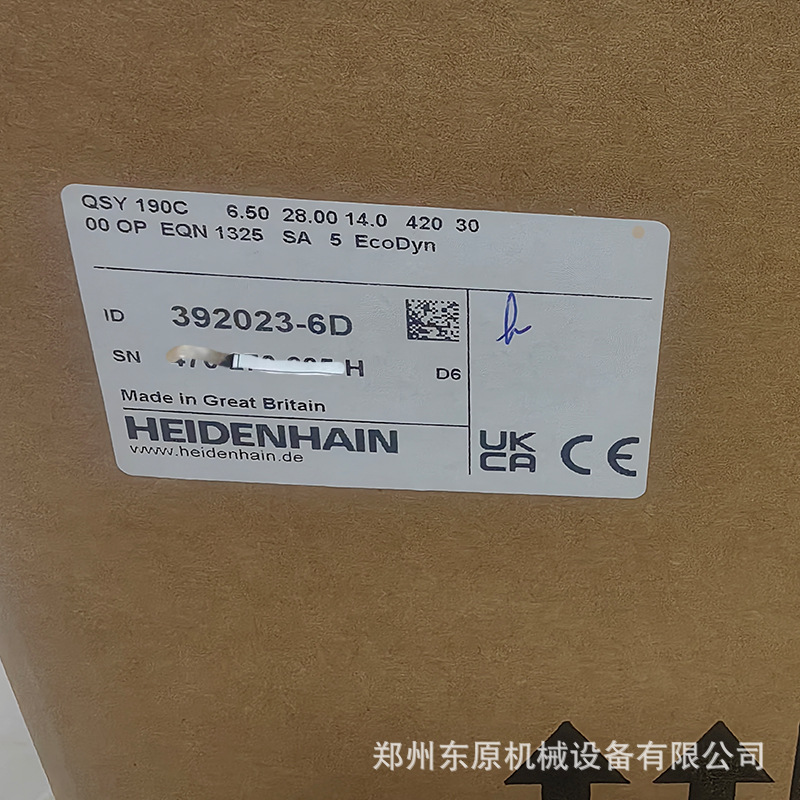 QSY 190C 6.50 28.00 14.0 420 30
00 OP EQN 1325 SA 5 EcoDyn
ID 392023-6D
SN H D6
Made in Great Britain
HEIDENHAIN
www.heidenhain.de
UK
CA CE
郑州东原机械设备有限公司